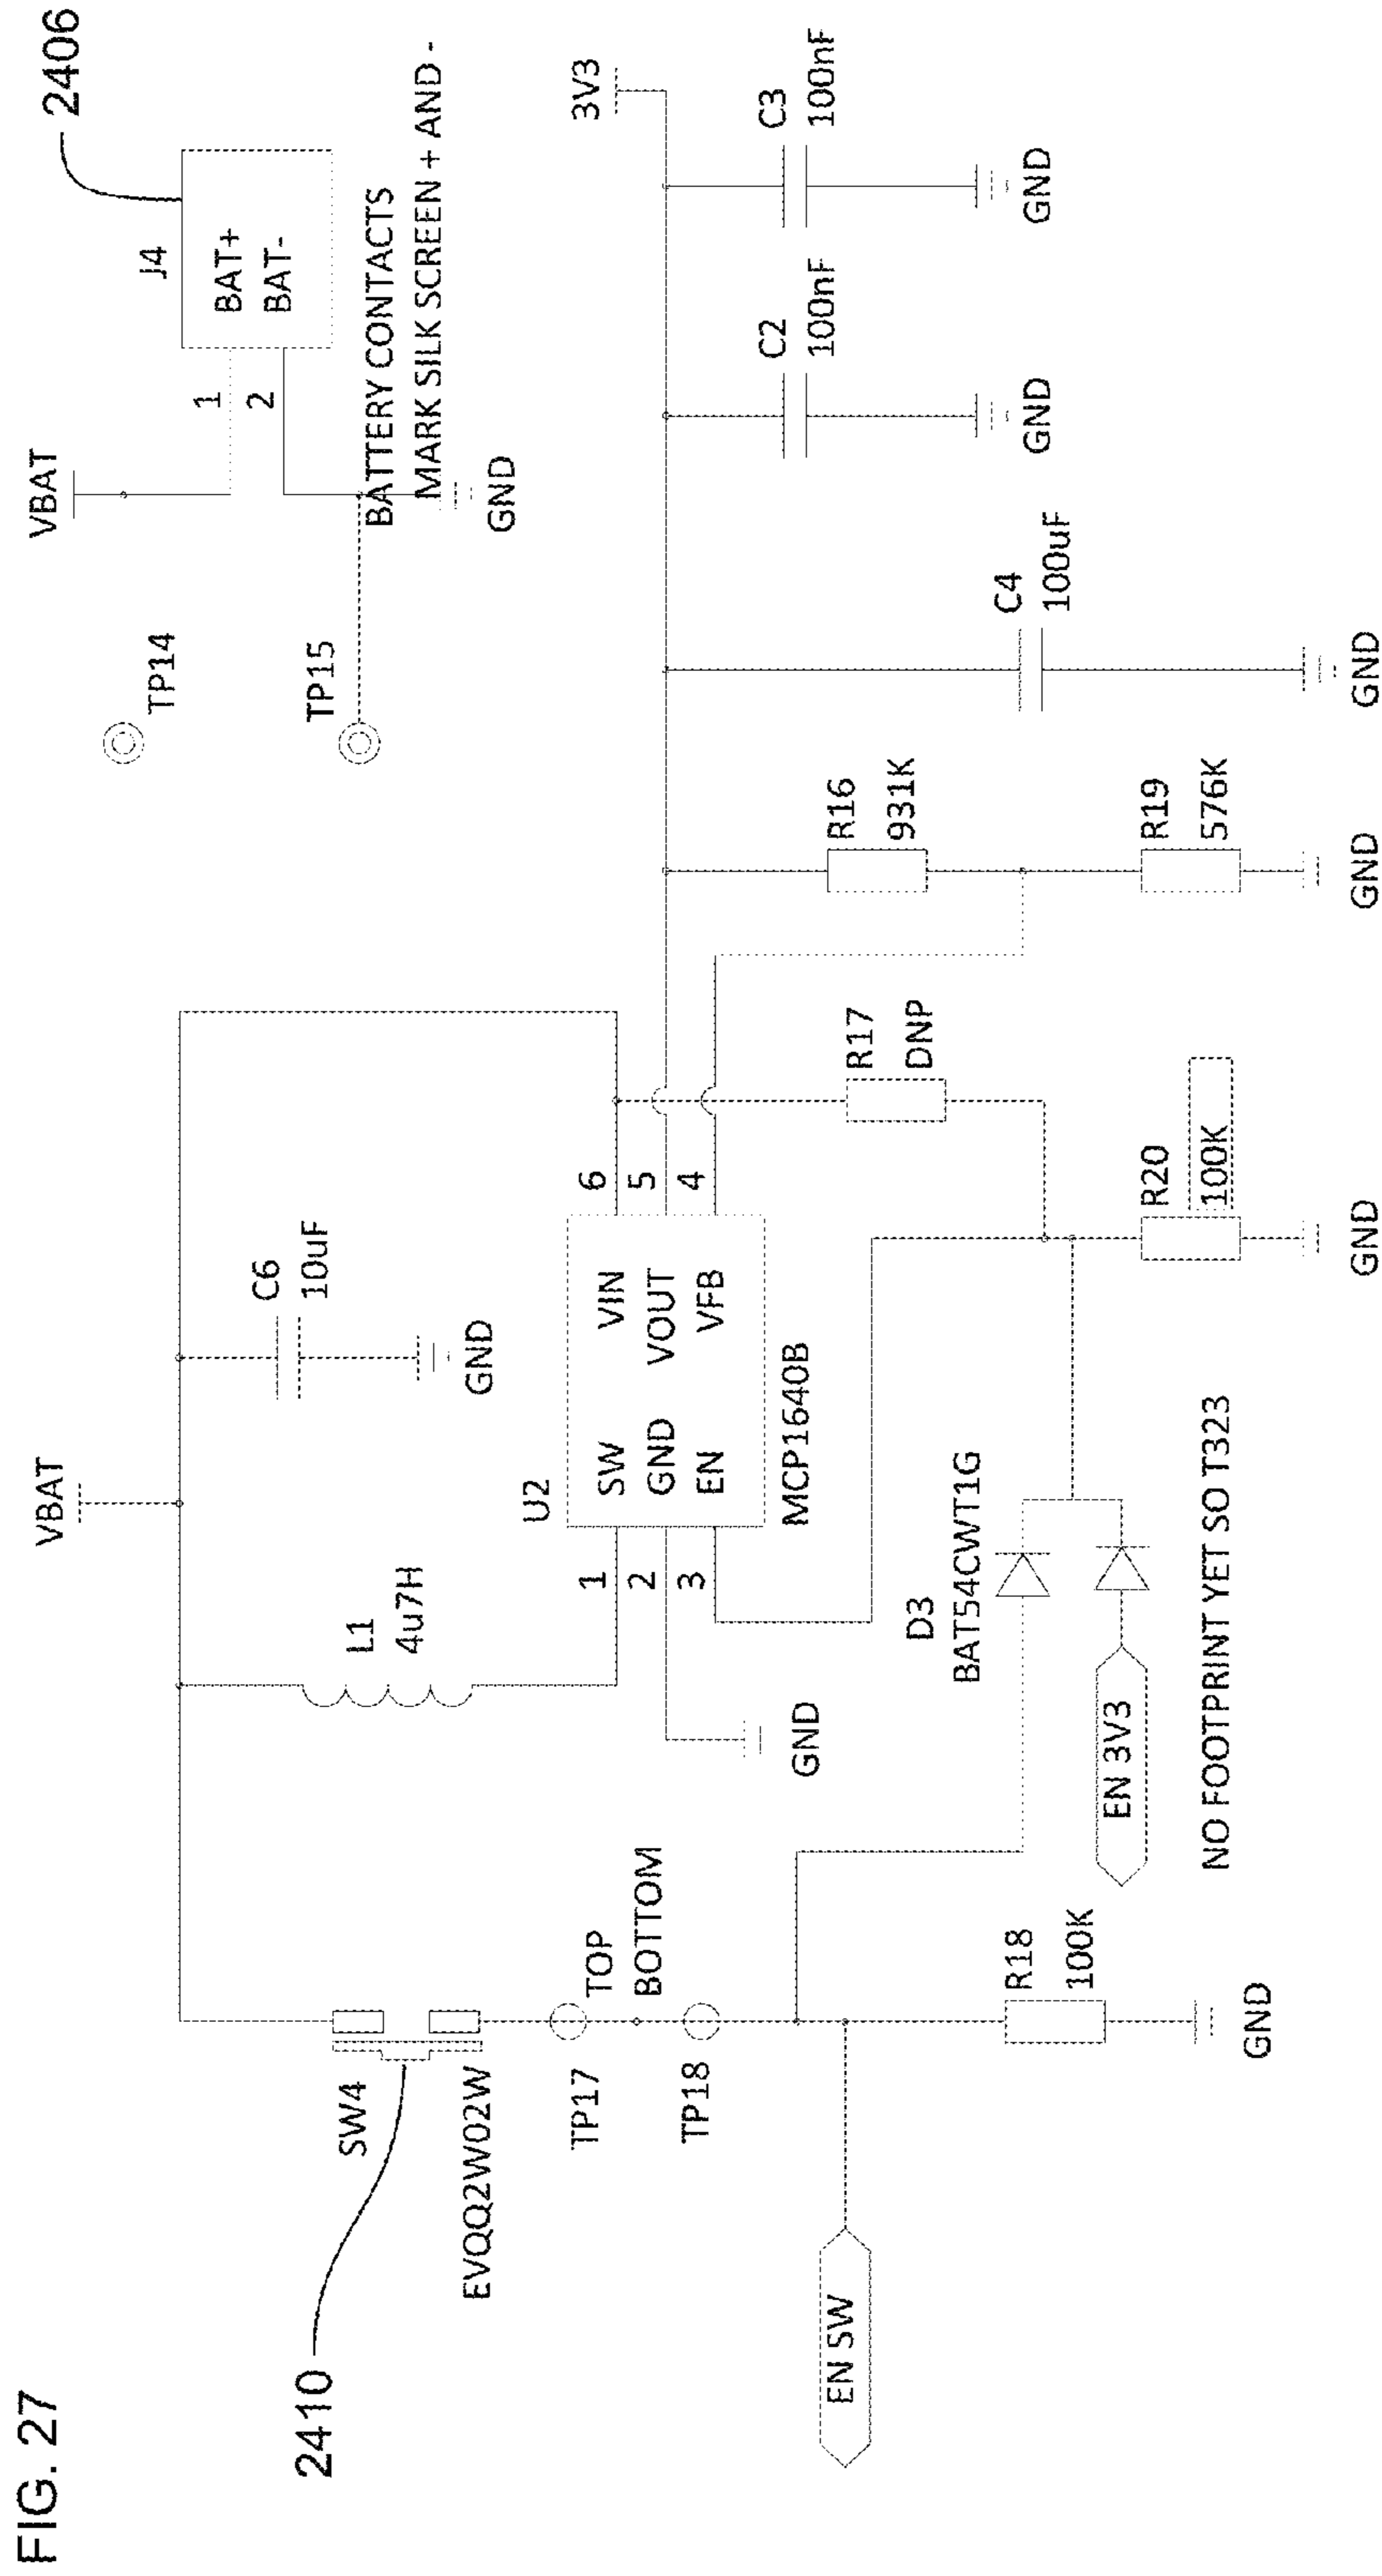 FIG. 27
2410
SW4
EVQQ2W02W
TP17
TOP
BOTTOM
TP18
EN SW
R18
100K
GND
VBAT
L1
4u7H
C6
10uF
GND
U2
SW
GND
EN
VIN
VOUT
VFB
1
2
3
6
5
4
MCP1640B
GND
D3
BAT54CWT1G
EN 3V3
NO FOOTPRINT YET SO T323
R17
DNP
R20
100K
GND
R16
931K
R19
576K
GND
C4
100uF
GND
C2
100nF
GND
C3
100nF
GND
3V3
TP14
TP15
VBAT
1
2
J4
BAT+
BAT-
2406
BATTERY CONTACTS
MARK SILK SCREEN + AND -
GND